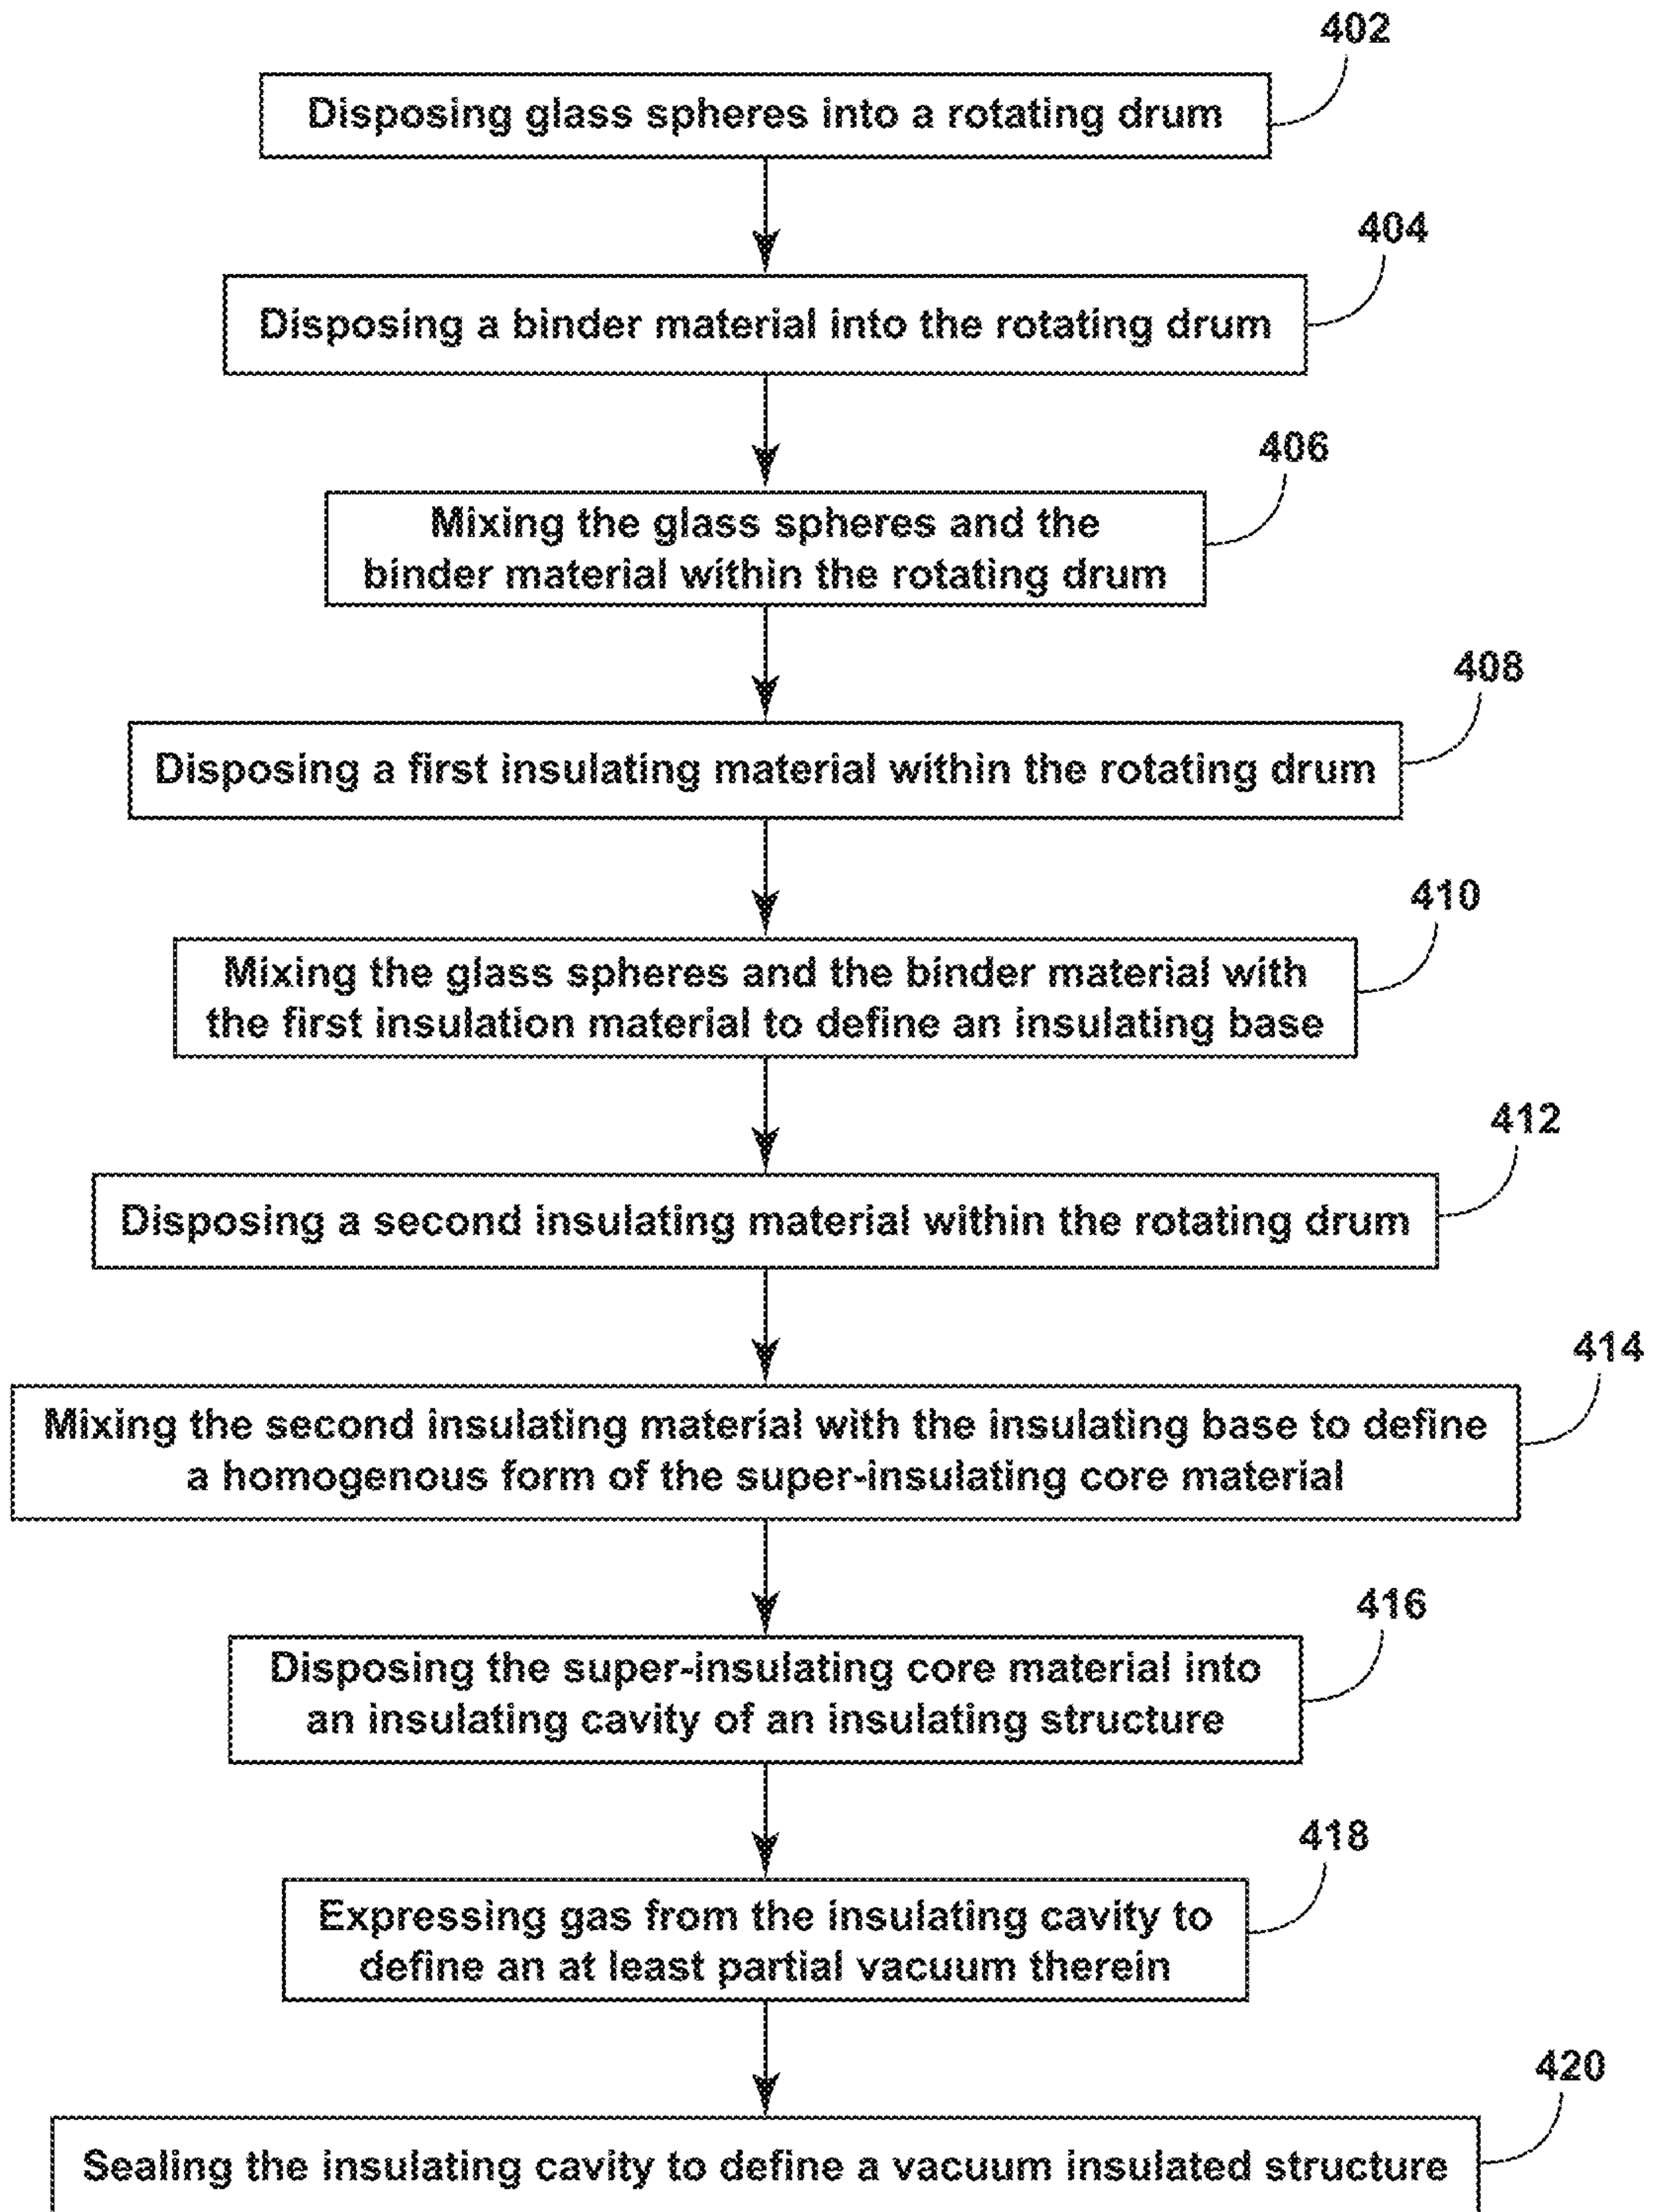 402
Disposing glass spheres into a rotating drum
404
Disposing a binder material into the rotating drum
406
Mixing the glass spheres and the
binder material within the rotating drum
408
Disposing a first insulating material within the rotating drum
410
Mixing the glass spheres and the binder material with
the first insulation material to define an insulating base
412
Disposing a second insulating material within the rotating drum
414
Mixing the second insulating material with the insulating base to define
a homogenous form of the super-insulating core material
416
Disposing the super-insulating core material into
an insulating cavity of an insulating structure
418
Expressing gas from the insulating cavity to
define an at least partial vacuum therein
420
Sealing the insulating cavity to define a vacuum insulated structure